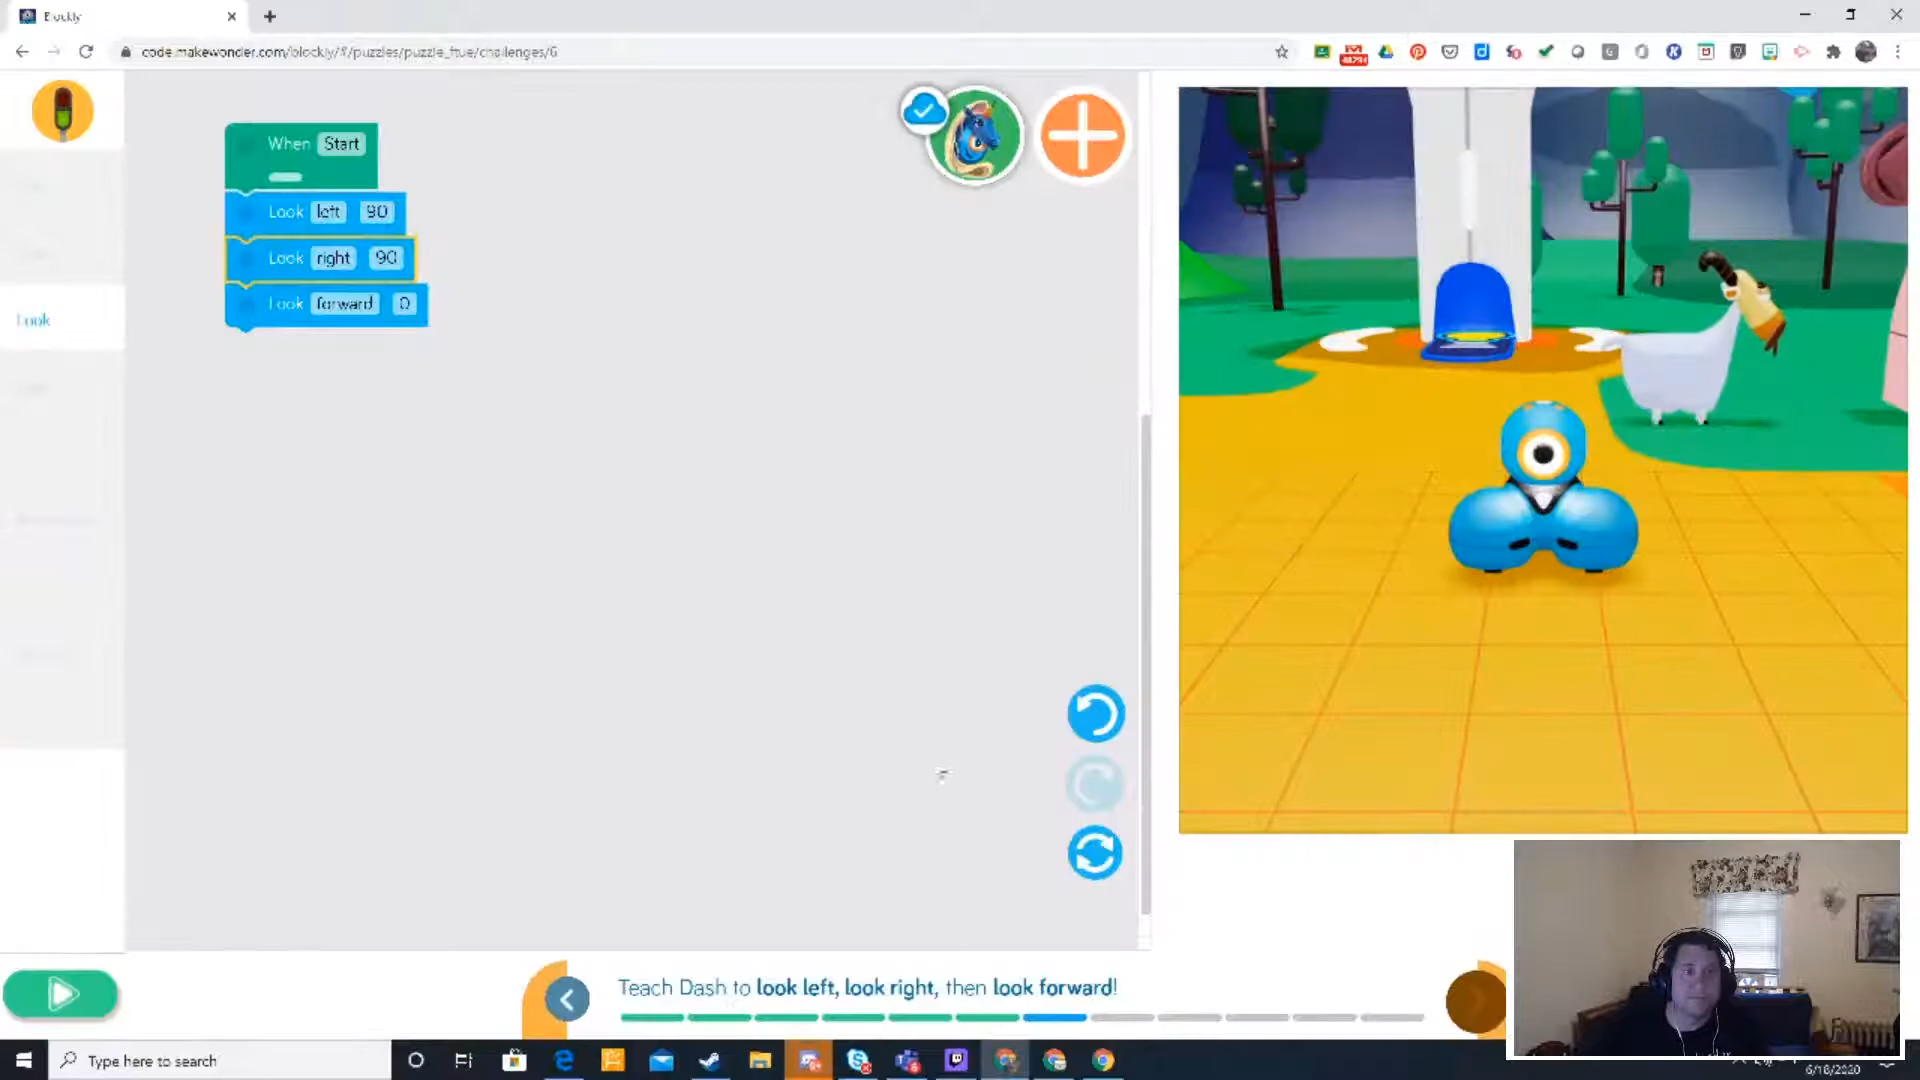 Blockly
code.makewonder.com/blockly/#/puzzles/puzzle_ftue/challenges/6
When Start
Look left 90
Look right 90
Look forward 0
Look
Teach Dash to look left, look right, then look forward!
Type here to search
6/18/2020